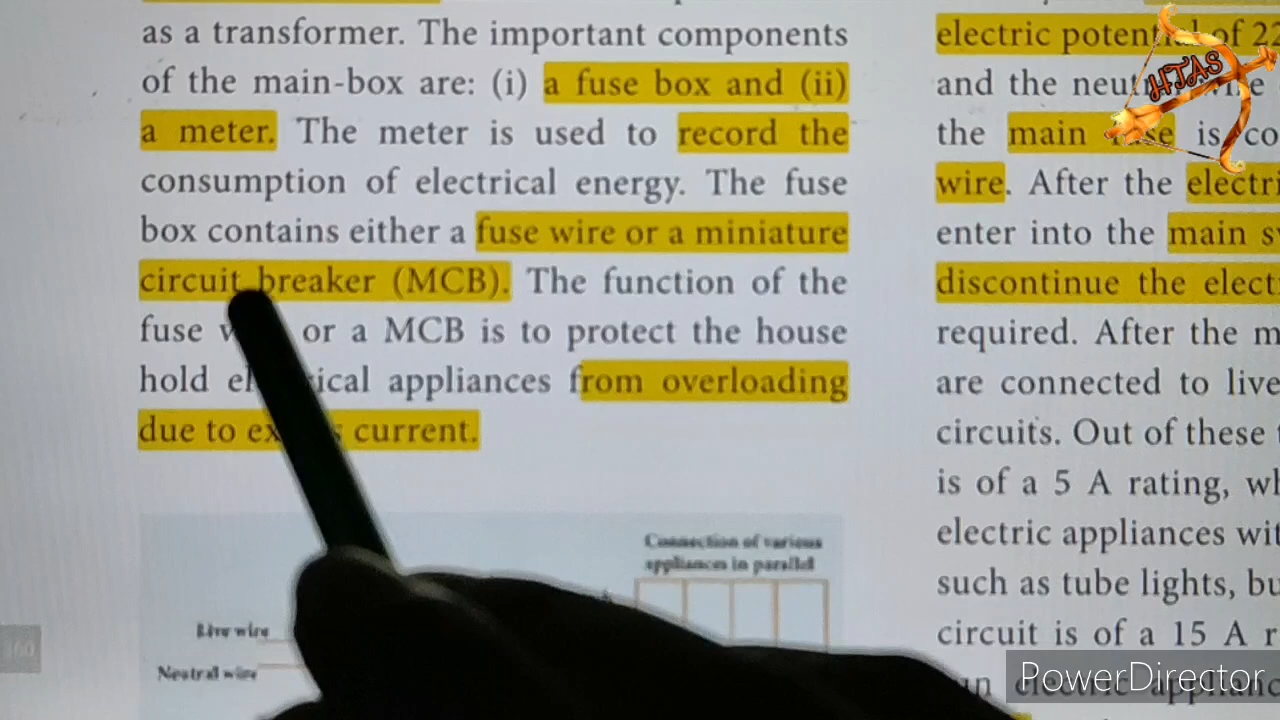 as a transformer. The important components
of the main-box are: (i) a fuse box and (ii)
a meter. The meter is used to record the
consumption of electrical energy. The fuse
box contains either a fuse wire or a miniature
circuit breaker (MCB). The function of the
fuse or a MCB is to protect the house
hold appliances from overloading
due to current.
Connection of various
appliances in parallel
Live wire
Neutral wire
160
electric potential of 22
and the
the main is co
wire. After the electri
enter into the main s
discontinue the elect
required. After the m
are connected to live
circuits. Out of these
is of a 5 A rating, wh
electric appliances wit
such as tube lights, bu
circuit is of a 15 A r
HTAS
PowerDirector